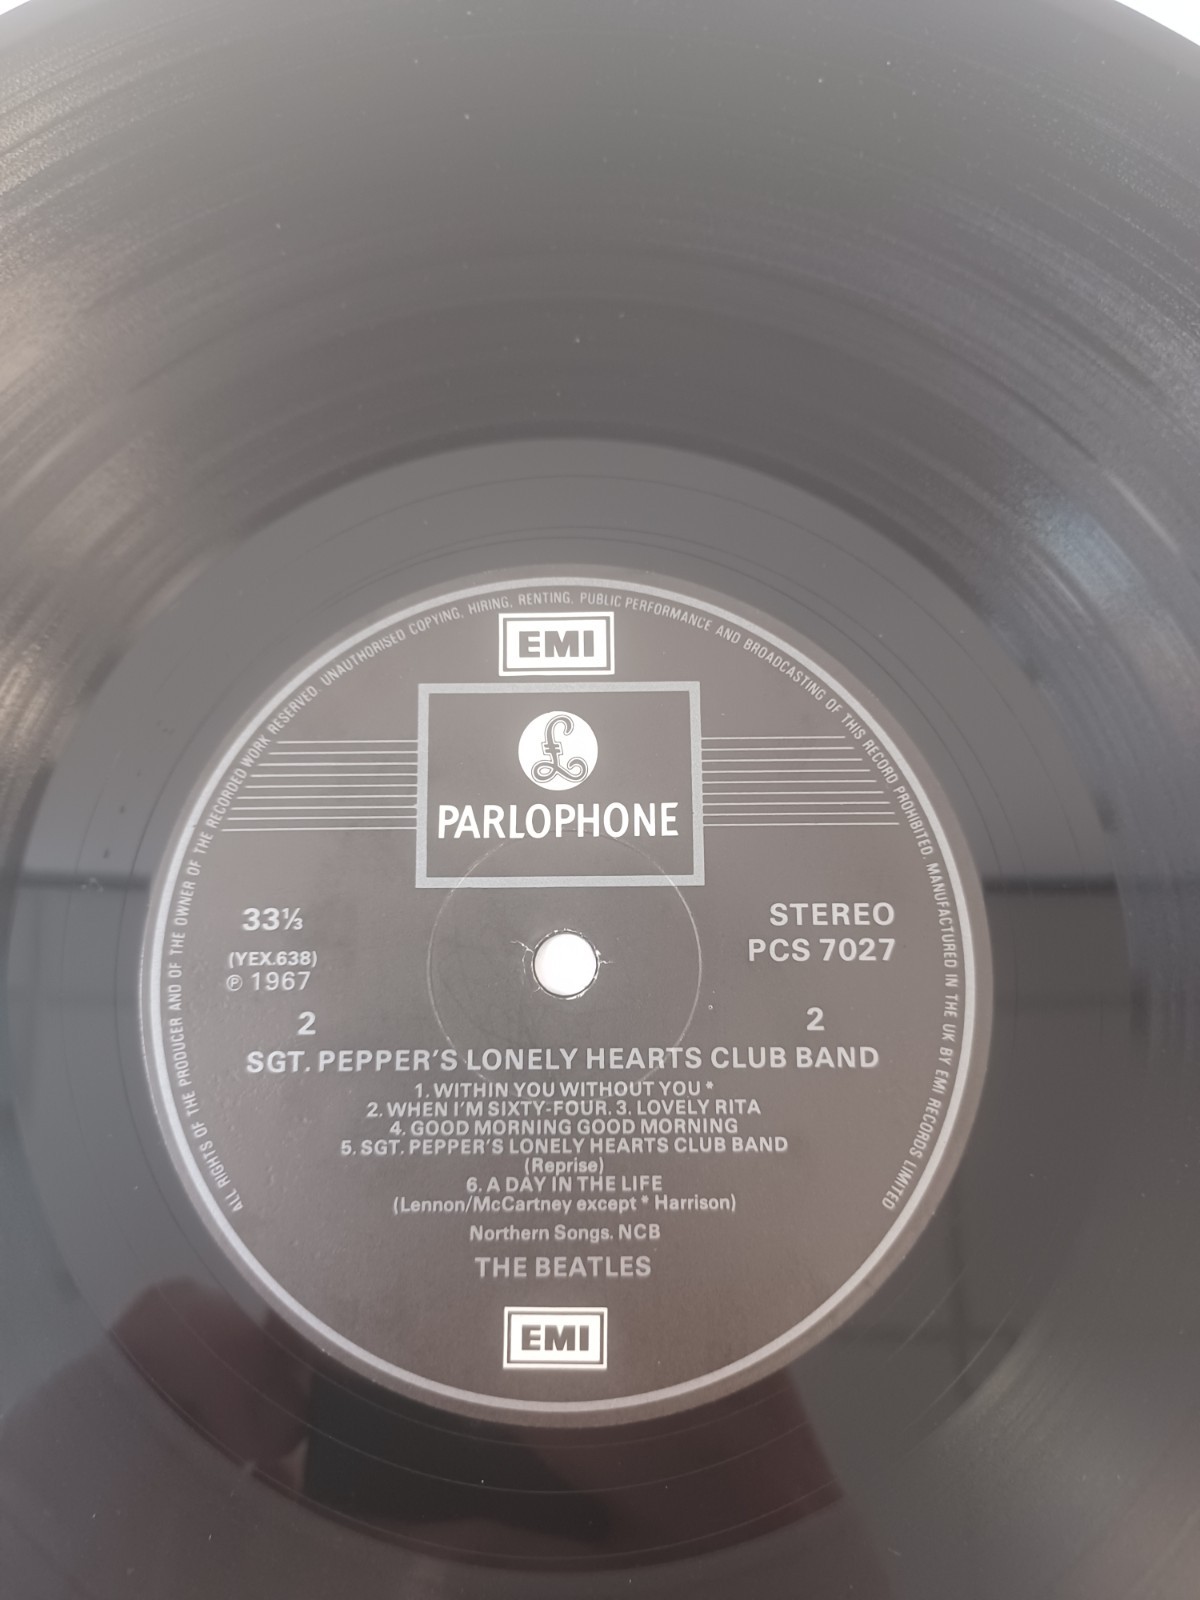 ALL RIGHTS OF THE PRODUCER AND OF THE OWNER OF THE RECORDED WORK RESERVED. UNAUTHORISED COPYING, HIRING, RENTING, PUBLIC PERFORMANCE AND BROADCASTING OF THIS RECORD PROHIBITED. MANUFACTURED IN THE UK BY EMI RECORDS LIMITED
EMI
£
PARLOPHONE
33⅓
STEREO
(YEX.638)
PCS 7027
℗ 1967
2
2
SGT. PEPPER'S LONELY HEARTS CLUB BAND
1. WITHIN YOU WITHOUT YOU *
2. WHEN I'M SIXTY-FOUR. 3. LOVELY RITA
4. GOOD MORNING GOOD MORNING
5. SGT. PEPPER'S LONELY HEARTS CLUB BAND
(Reprise)
6. A DAY IN THE LIFE
(Lennon/McCartney except * Harrison)
Northern Songs. NCB
THE BEATLES
EMI